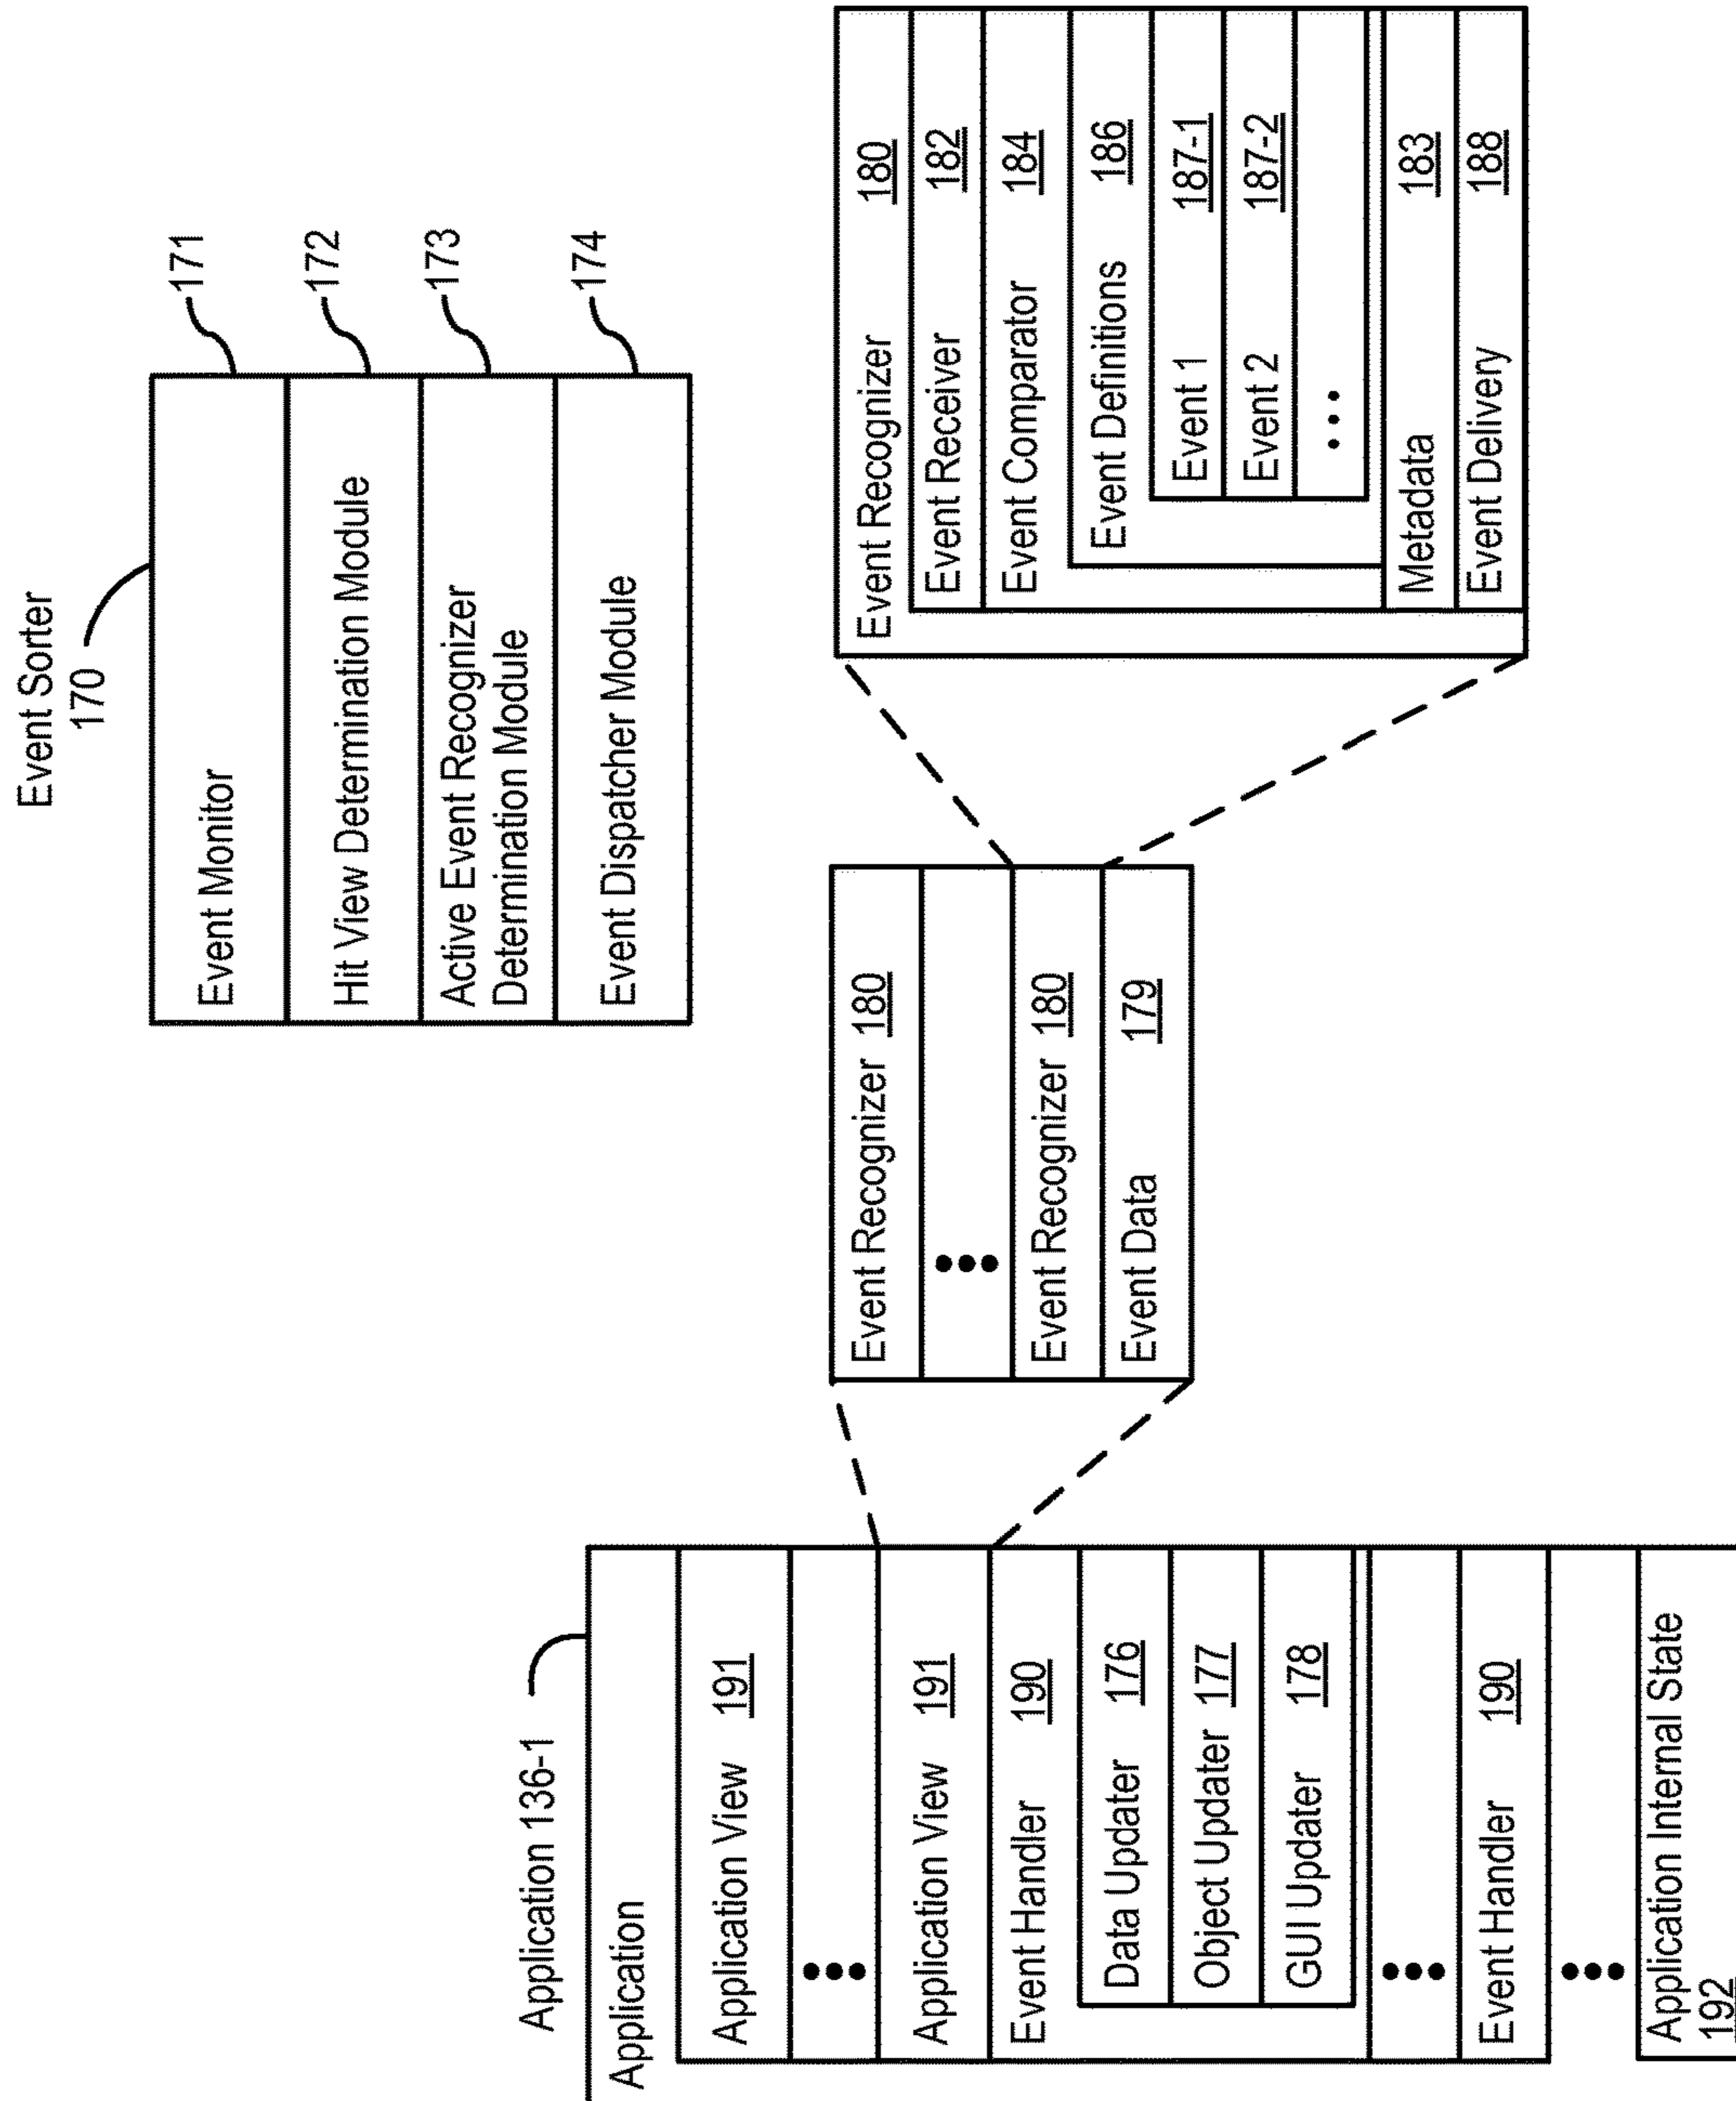 Event Sorter
170
Event Monitor
171
Hit View Determination Module
172
Active Event Recognizer
Determination Module
173
Event Dispatcher Module
174
Application 136-1
Application
Application View 191
•••
Application View 191
Event Handler 190
Data Updater 176
Object Updater 177
GUI Updater 178
•••
Event Handler 190
•••
Application Internal State
192
Event Recognizer 180
•••
Event Recognizer 180
Event Data 179
Event Recognizer 180
Event Receiver 182
Event Comparator 184
Event Definitions 186
Event 1 187-1
Event 2 187-2
•••
Metadata 183
Event Delivery 188